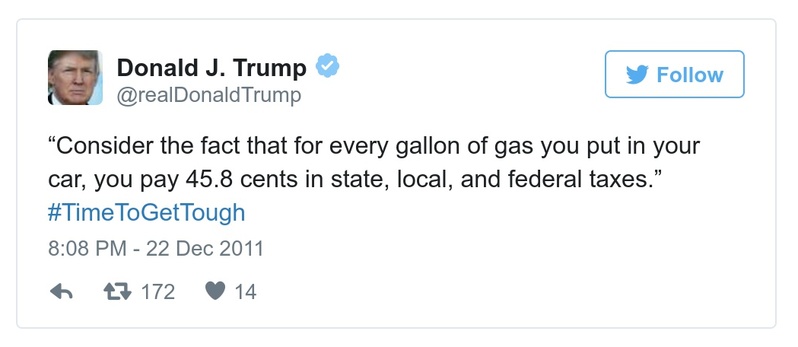 Donald J. Trump
@realDonaldTrump
Follow
“Consider the fact that for every gallon of gas you put in your
car, you pay 45.8 cents in state, local, and federal taxes.”
#TimeToGetTough
8:08 PM - 22 Dec 2011
172 14